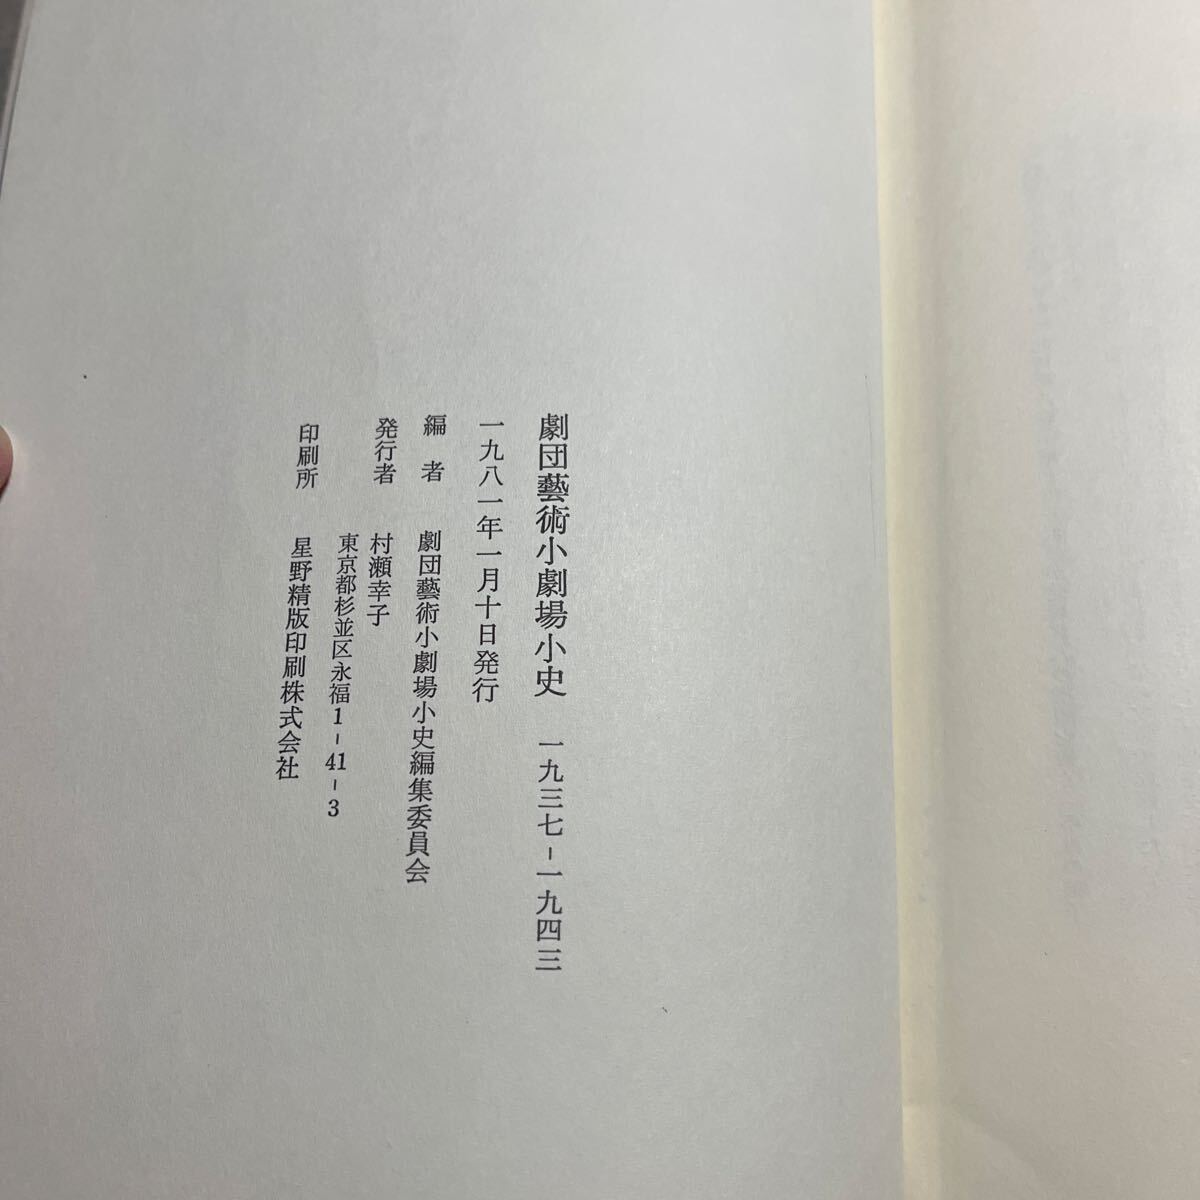 劇団藝術小劇場小史 一九三七-一九四三
一九八一年一月十日発行
編者 劇団藝術小劇場小史編集委員会
発行者 村瀬幸子
東京都杉並区永福1-41-3
印刷所 星野精版印刷株式会社